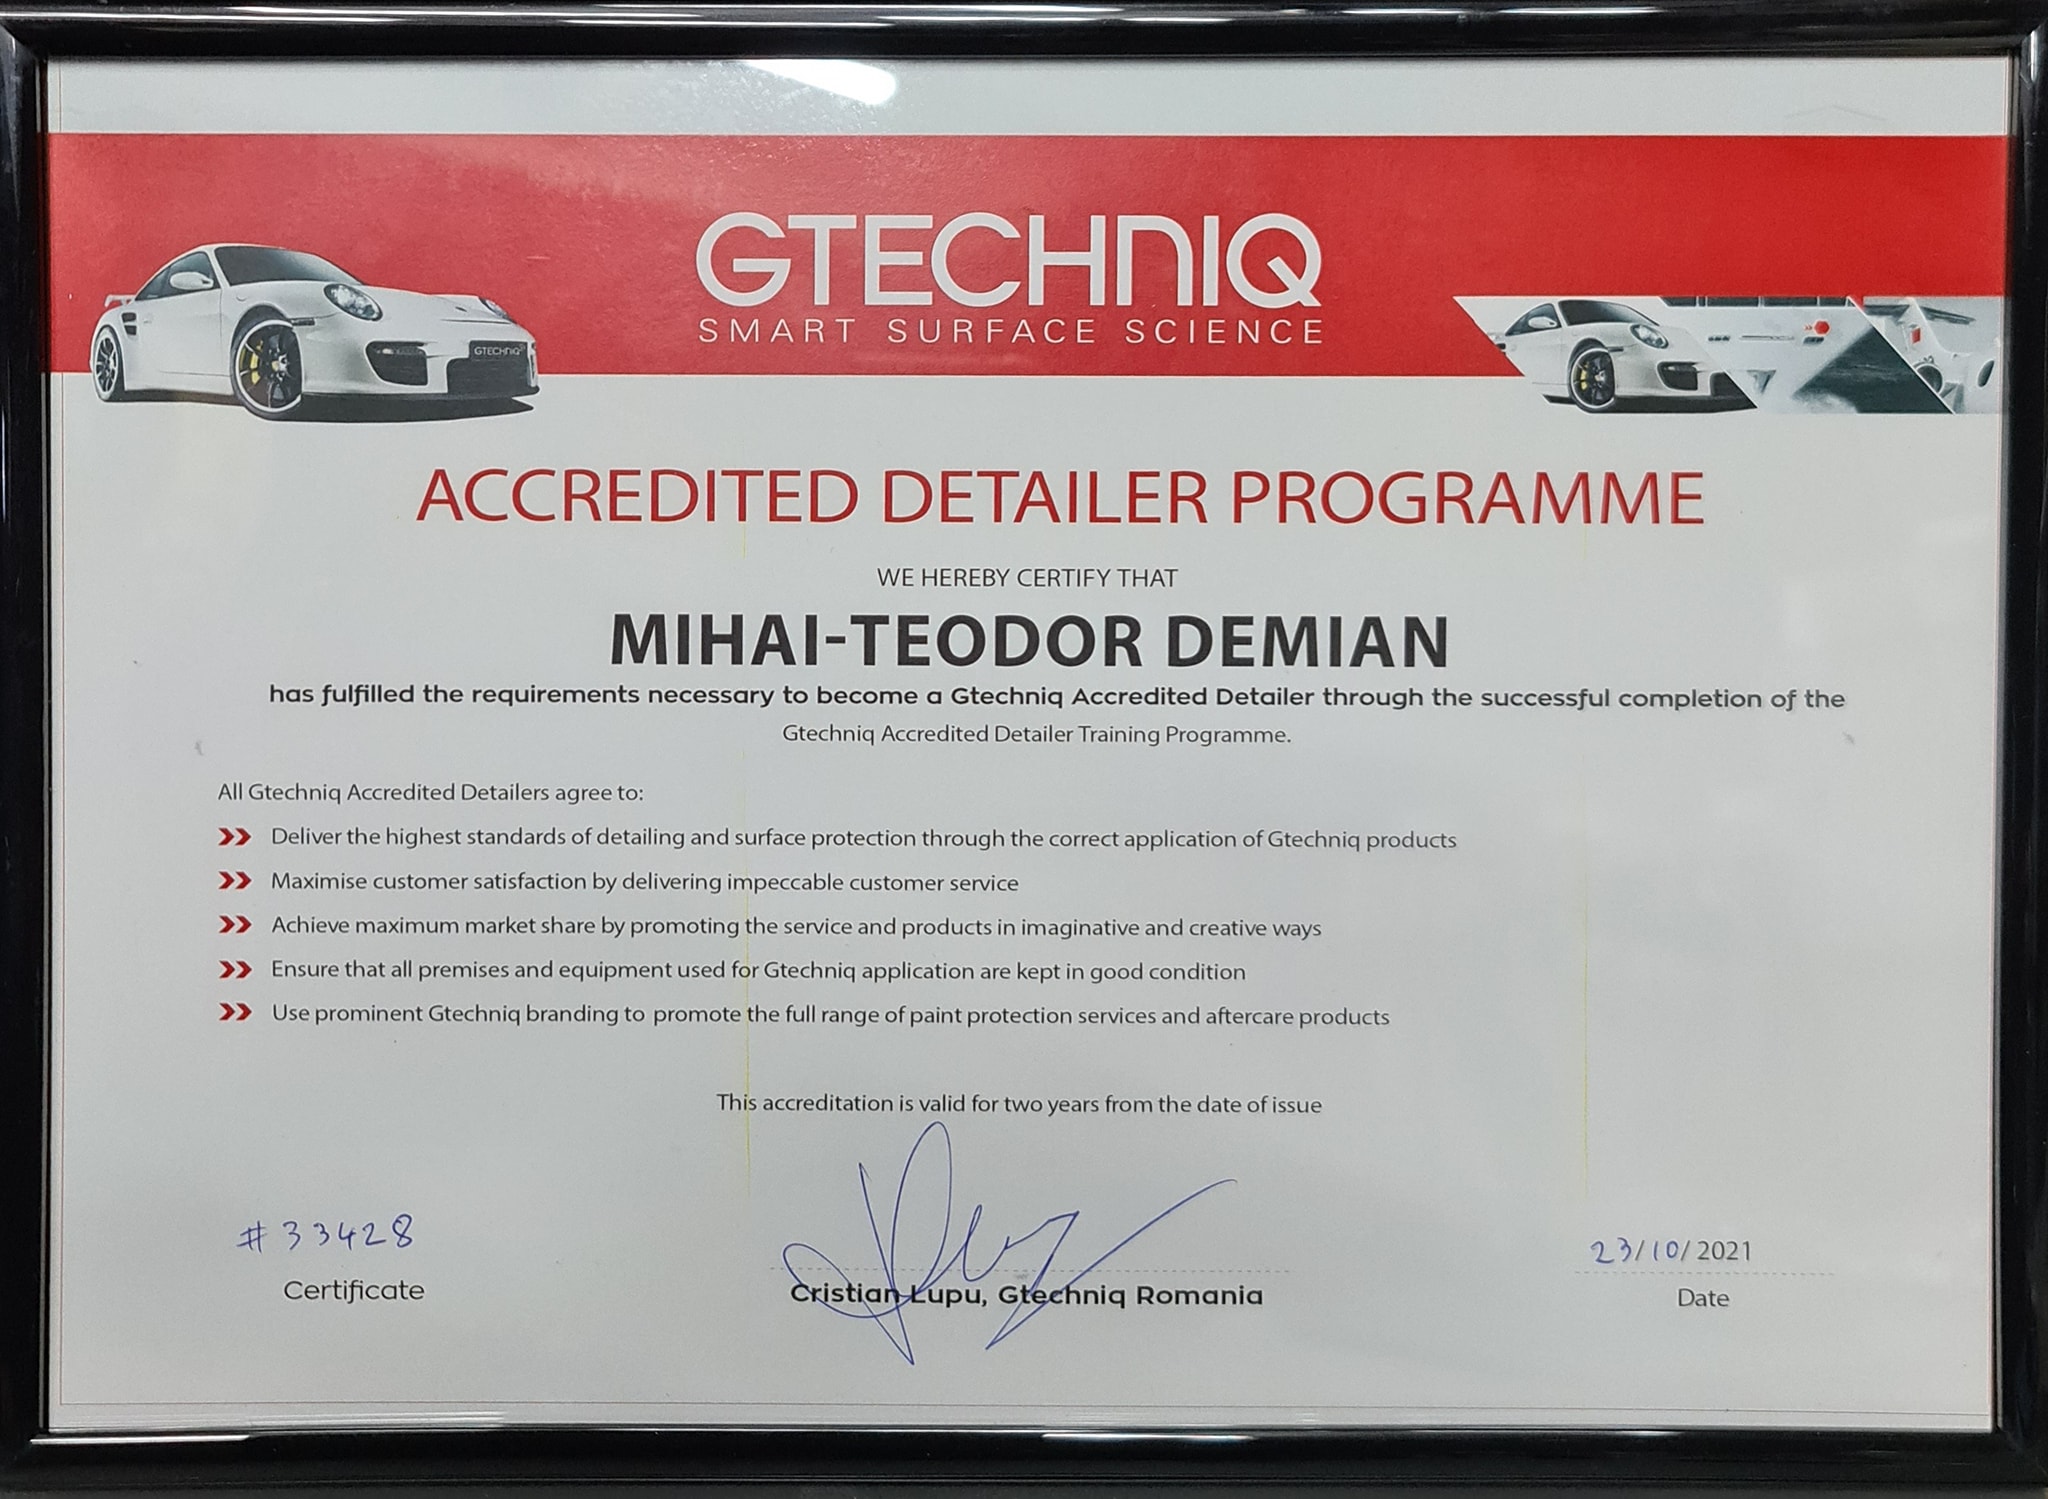 GTECHNIQ
SMART SURFACE SCIENCE
GTECHNIQ
ACCREDITED DETAILER PROGRAMME
WE HEREBY CERTIFY THAT
MIHAI-TEODOR DEMIAN
has fulfilled the requirements necessary to become a Gtechniq Accredited Detailer through the successful completion of the
Gtechniq Accredited Detailer Training Programme.
All Gtechniq Accredited Detailers agree to:
Deliver the highest standards of detailing and surface protection through the correct application of Gtechniq products
Maximise customer satisfaction by delivering impeccable customer service
Achieve maximum market share by promoting the service and products in imaginative and creative ways
Ensure that all premises and equipment used for Gtechniq application are kept in good condition
Use prominent Gtechniq branding to promote the full range of paint protection services and aftercare products
This accreditation is valid for two years from the date of issue
#33428
Certificate
Cristian Lupu, Gtechniq Romania
23/10/2021
Date